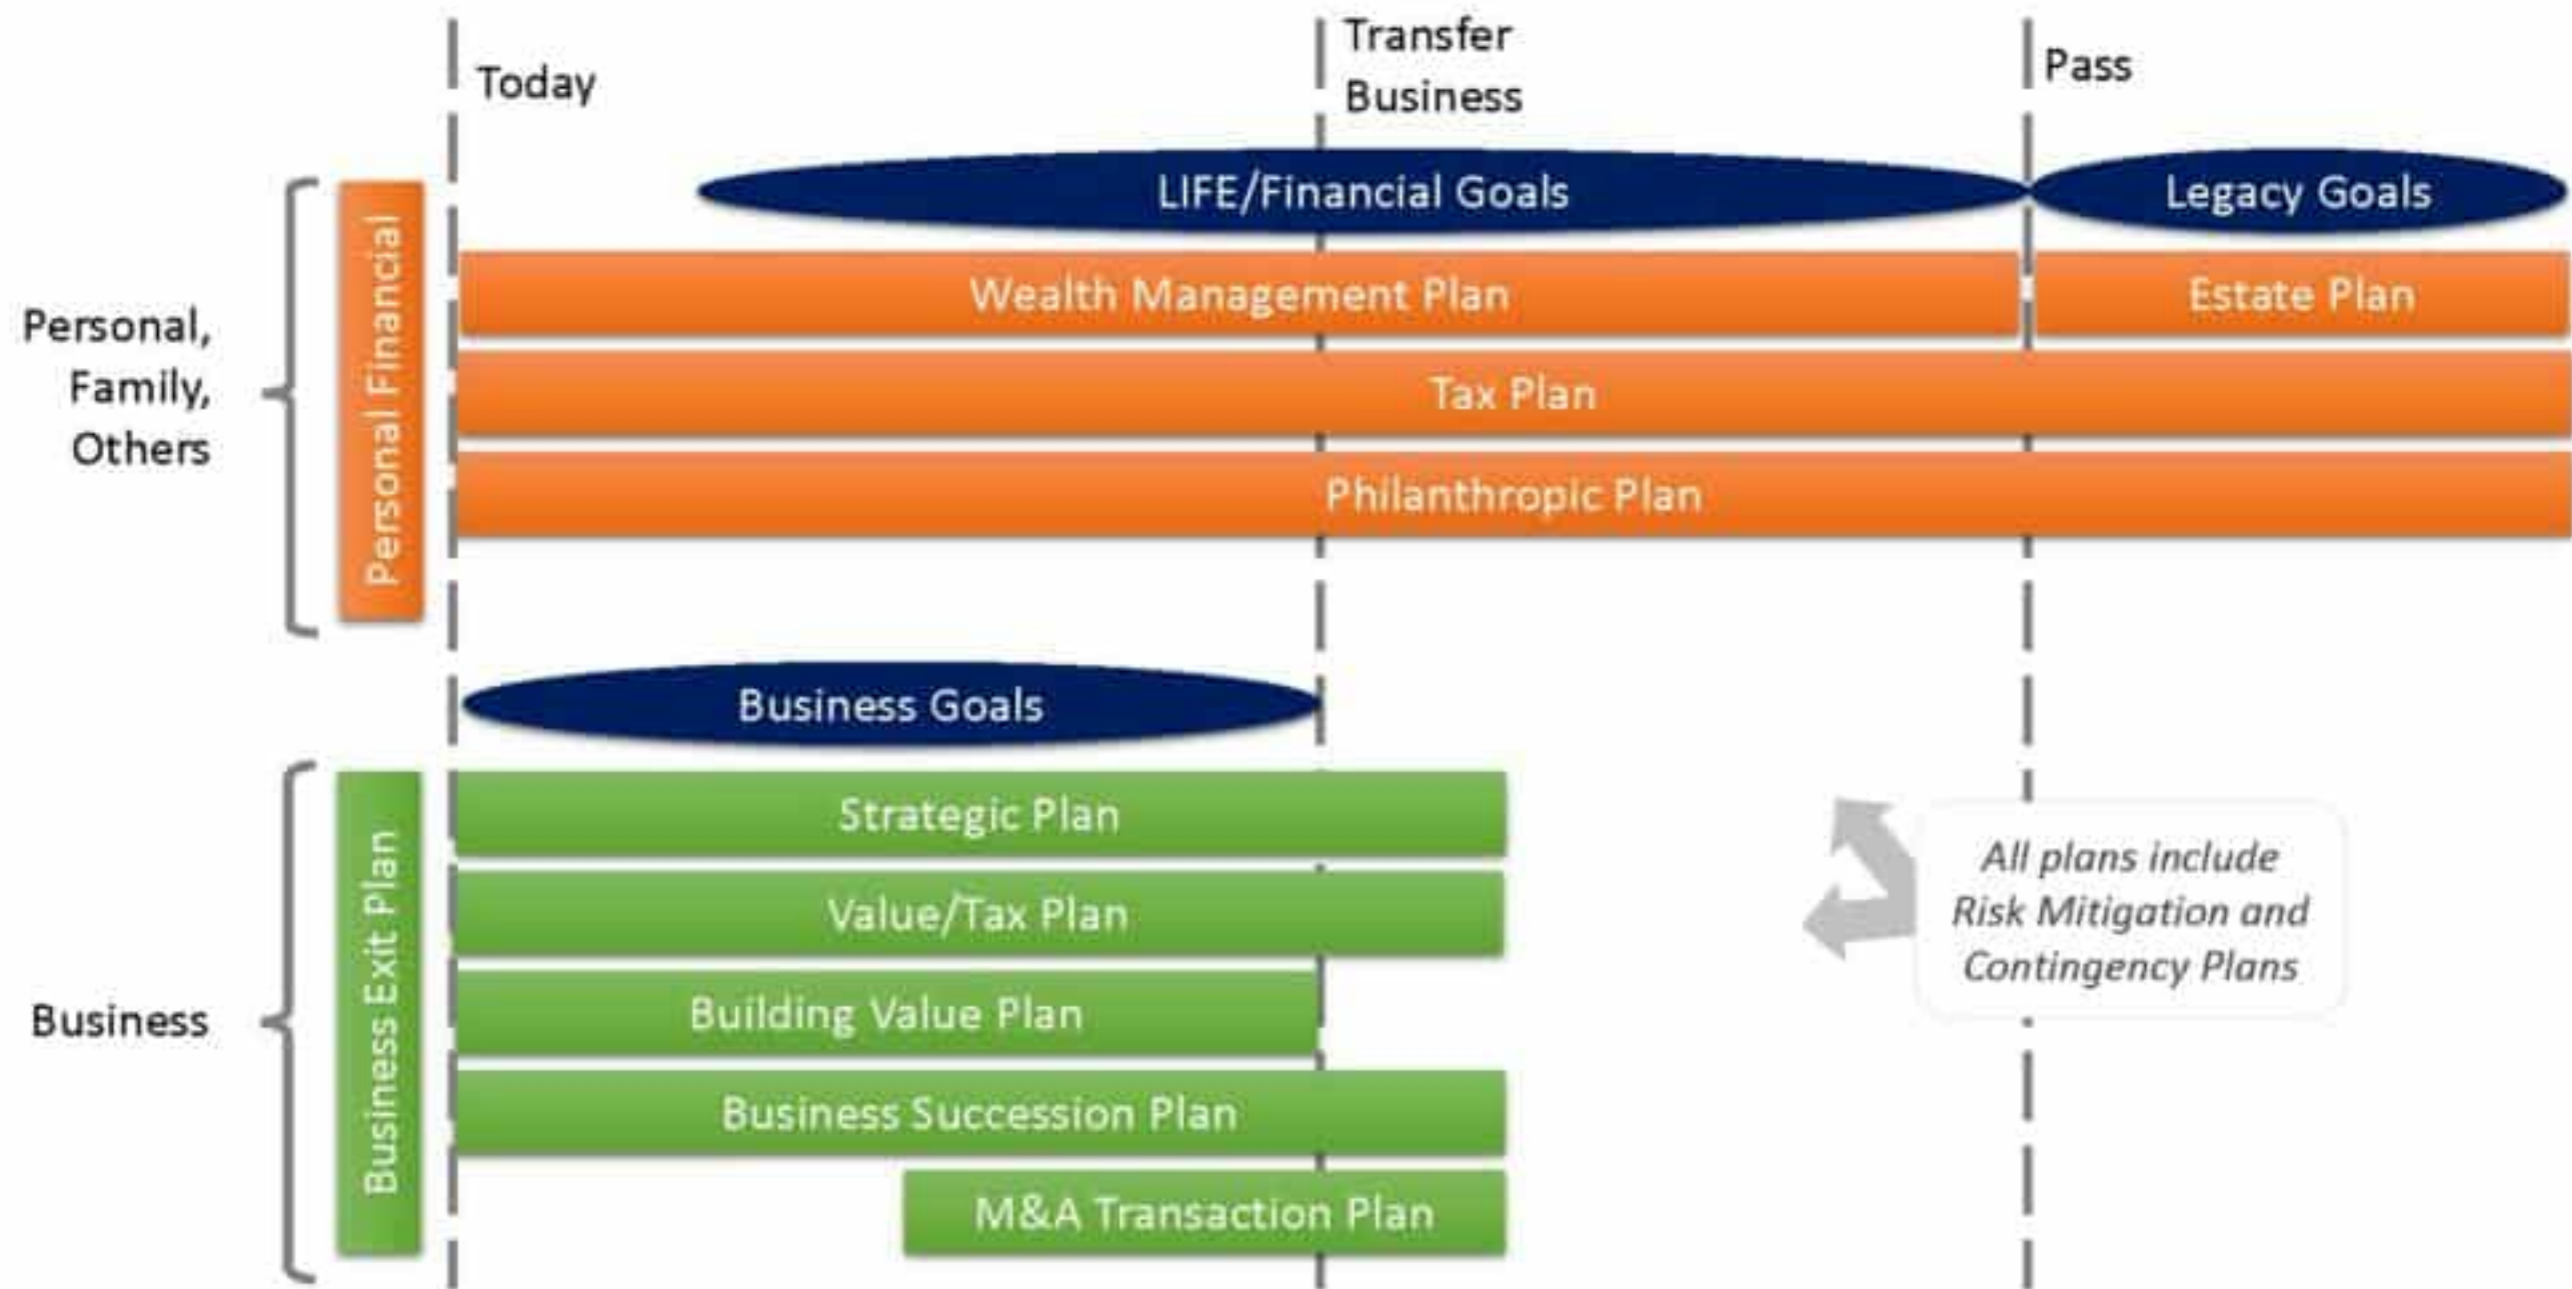 Today
Transfer
Business
Pass
LIFE/Financial Goals
Legacy Goals
Personal,
Family,
Others
Personal Financial
Wealth Management Plan
Estate Plan
Tax Plan
Philanthropic Plan
Business Goals
Business
Business Exit Plan
Strategic Plan
Value/Tax Plan
Building Value Plan
Business Succession Plan
M&A Transaction Plan
All plans include
Risk Mitigation and
Contingency Plans